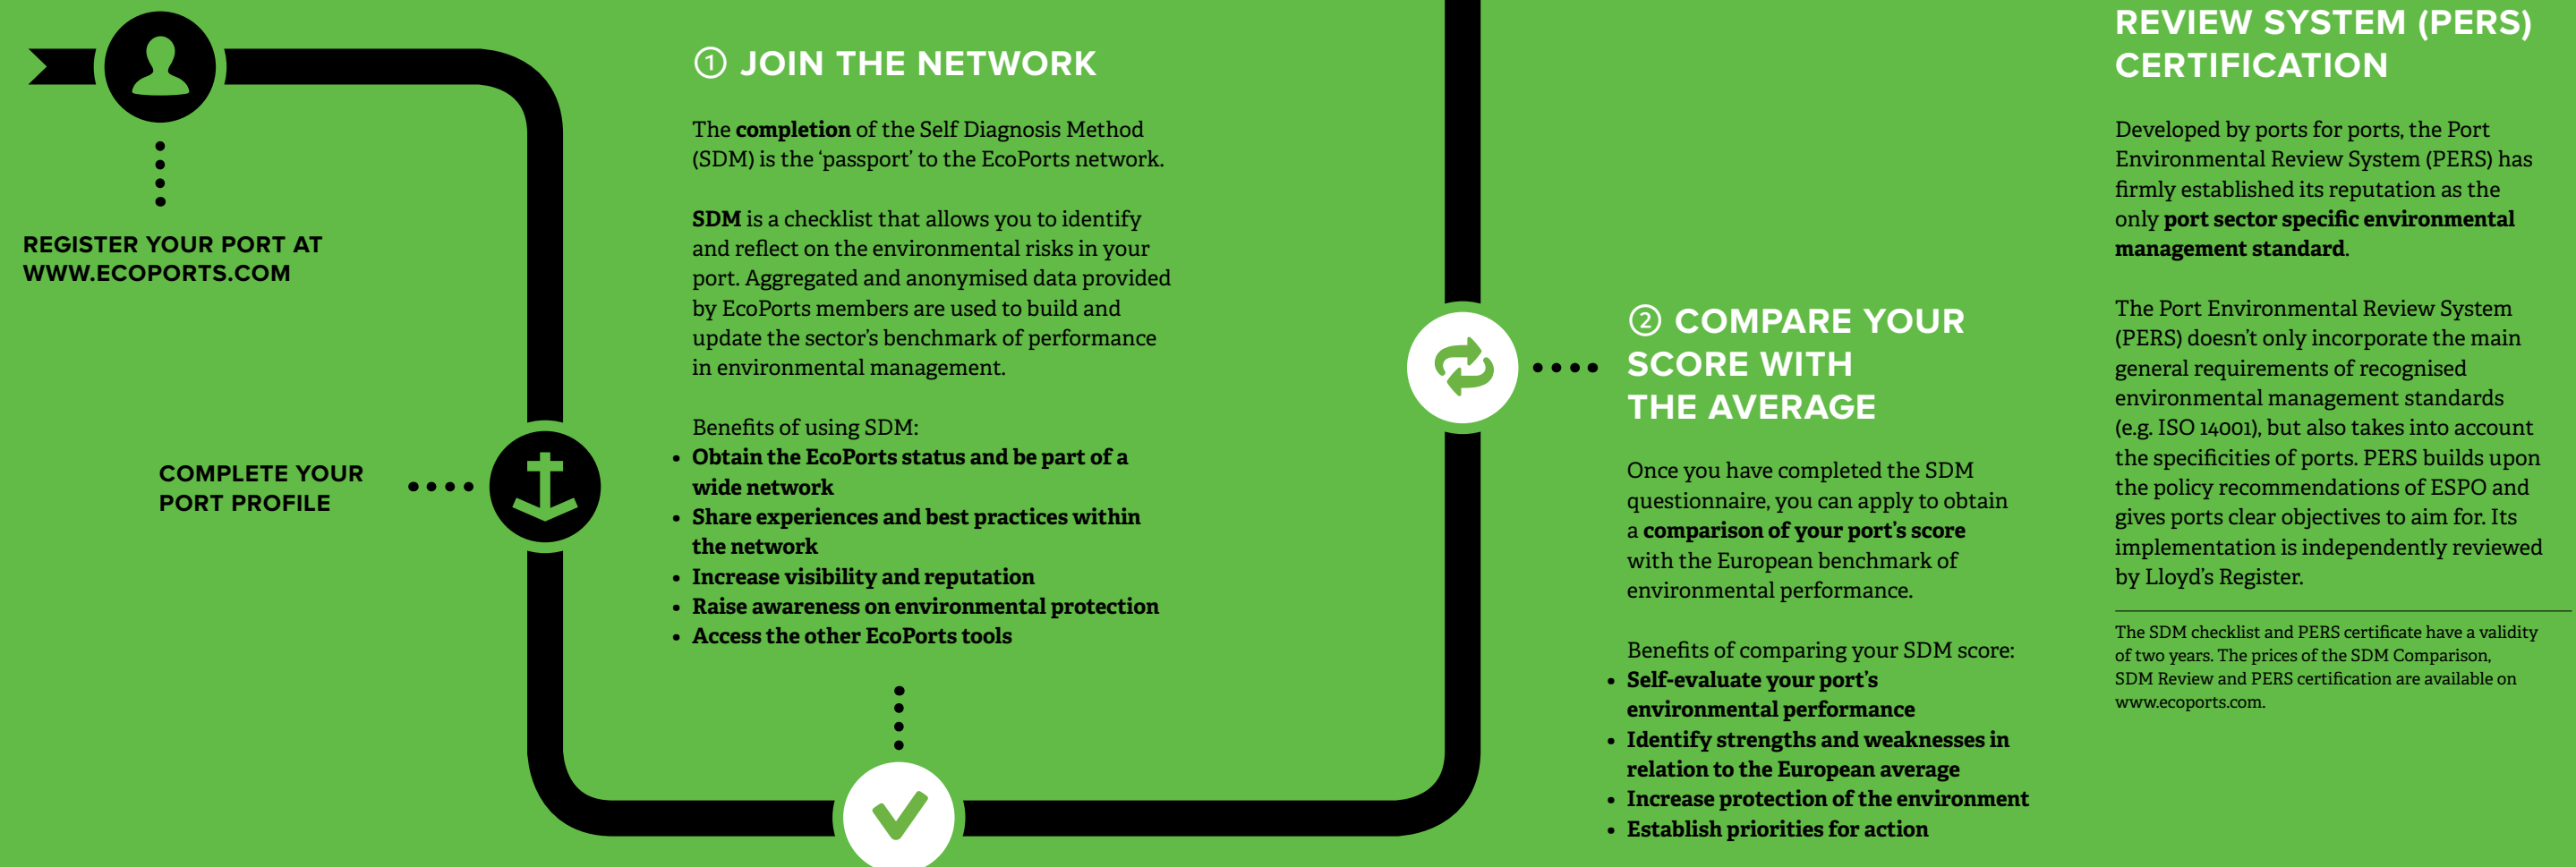 REGISTER YOUR PORT AT
WWW.ECOPORTS.COM
COMPLETE YOUR
PORT PROFILE
① JOIN THE NETWORK
The completion of the Self Diagnosis Method
(SDM) is the ‘passport’ to the EcoPorts network.
SDM is a checklist that allows you to identify
and reflect on the environmental risks in your
port. Aggregated and anonymised data provided
by EcoPorts members are used to build and
update the sector’s benchmark of performance
in environmental management.
Benefits of using SDM:
• Obtain the EcoPorts status and be part of a
wide network
• Share experiences and best practices within
the network
• Increase visibility and reputation
• Raise awareness on environmental protection
• Access the other EcoPorts tools
② COMPARE YOUR
SCORE WITH
THE AVERAGE
Once you have completed the SDM
questionnaire, you can apply to obtain
a comparison of your port’s score
with the European benchmark of
environmental performance.
Benefits of comparing your SDM score:
• Self-evaluate your port’s
environmental performance
• Identify strengths and weaknesses in
relation to the European average
• Increase protection of the environment
• Establish priorities for action
REVIEW SYSTEM (PERS)
CERTIFICATION
Developed by ports for ports, the Port
Environmental Review System (PERS) has
firmly established its reputation as the
only port sector specific environmental
management standard.
The Port Environmental Review System
(PERS) doesn’t only incorporate the main
general requirements of recognised
environmental management standards
(e.g. ISO 14001), but also takes into account
the specificities of ports. PERS builds upon
the policy recommendations of ESPO and
gives ports clear objectives to aim for. Its
implementation is independently reviewed
by Lloyd’s Register.
The SDM checklist and PERS certificate have a validity
of two years. The prices of the SDM Comparison,
SDM Review and PERS certification are available on
www.ecoports.com.